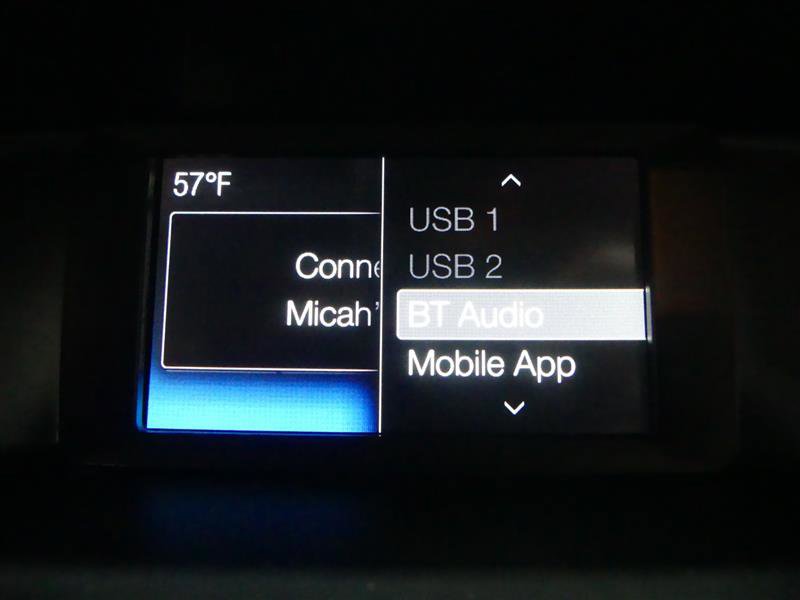 57°F
Conne
Micah'
USB 1
USB 2
BT Audio
Mobile App